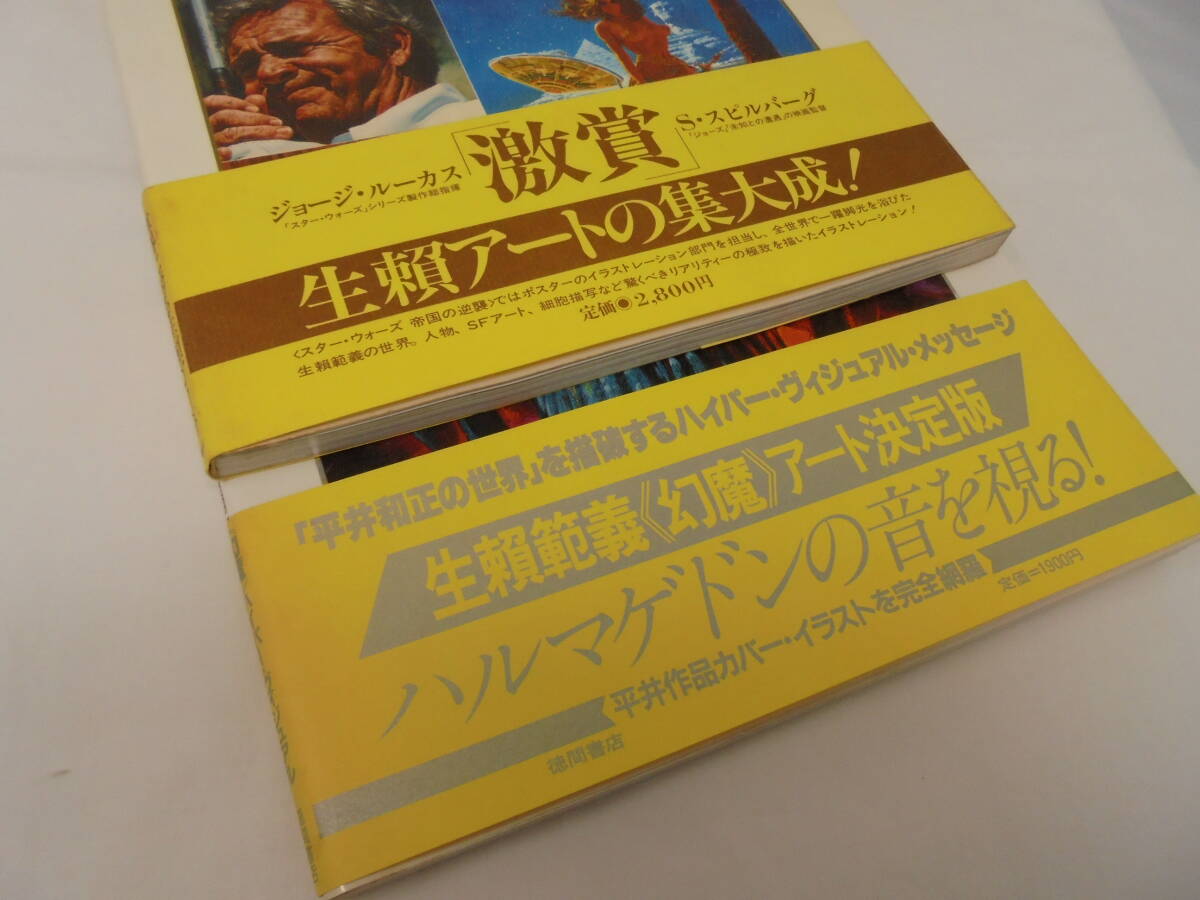 「激賞」
ジョージ・ルーカス
「スター・ウォーズ」シリーズ製作総指揮
S・スピルバーグ
「ジョーズ」「未知との遭遇」の映画監督
生賴アートの集大成!
〈スター・ウォーズ 帝国の逆襲〉ではポスターのイラストレーション部門を担当し、全世界で一躍脚光を浴びた
生賴範義の世界。人物、SFアート、細胞描写など驚くべきリアリティーの極致を描いたイラストレーション!
定価●2,800円
「平井和正の世界」を描破するハイパー・ヴィジュアル・メッセージ
生賴範義《幻魔》アート決定版
ハルマゲドンの音を視る!
平井作品カバー・イラストを完全網羅
定価=1900円
徳間書店